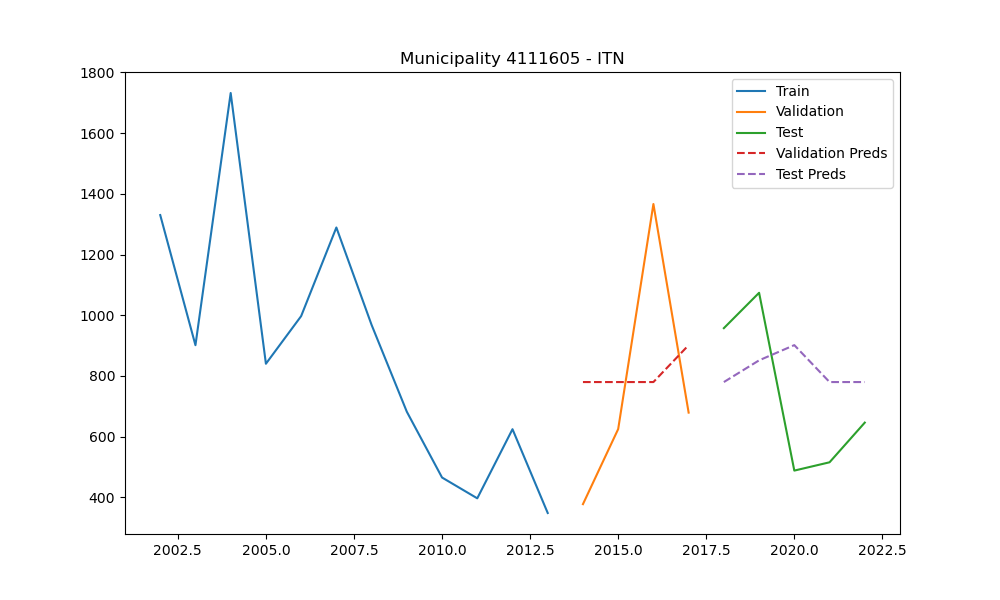 Municipality 4111605 - ITN
1800
1600
1400
1200
1000
800
600
400
2002.5 2005.0 2007.5 2010.0 2012.5 2015.0 2017.5 2020.0 2022.5
Train
Validation
Test
Validation Preds
Test Preds